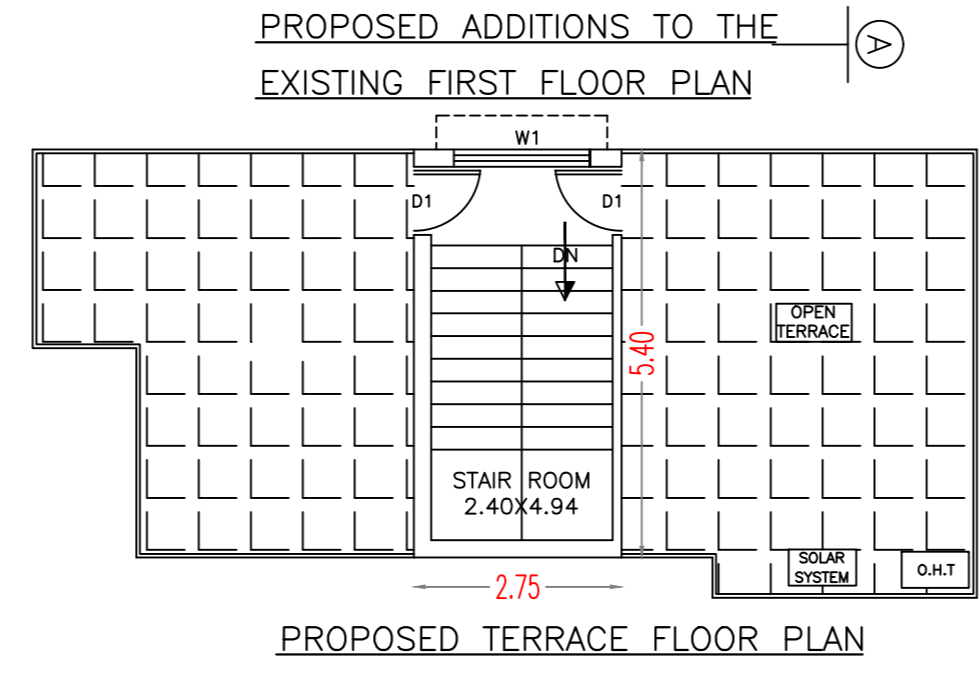 PROPOSED ADDITIONS TO THE
EXISTING FIRST FLOOR PLAN
A
W1
D1
D1
DN
OPEN
TERRACE
5.40
STAIR ROOM
2.40X4.94
SOLAR
SYSTEM
O.H.T
2.75
PROPOSED TERRACE FLOOR PLAN